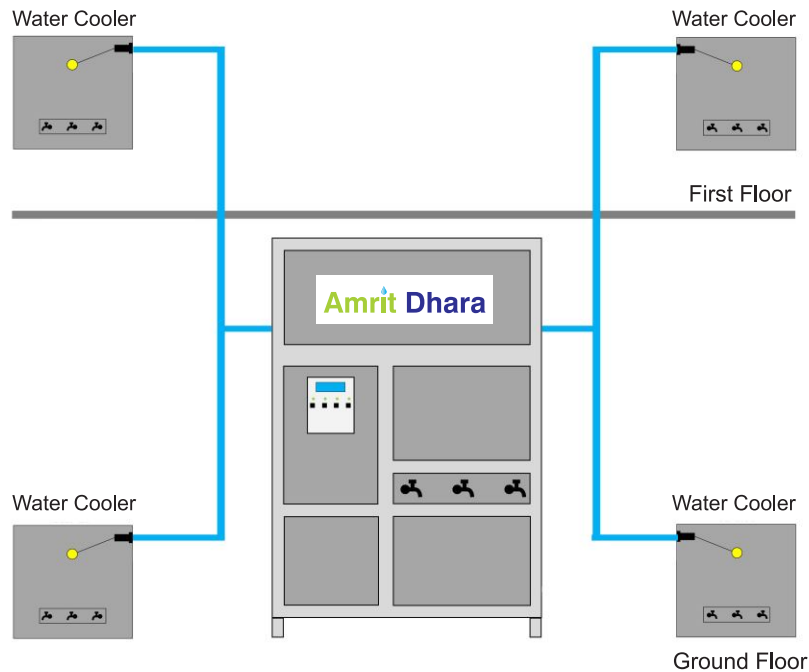 Water Cooler
Water Cooler
First Floor
Amrit Dhara
Water Cooler
Water Cooler
Ground Floor